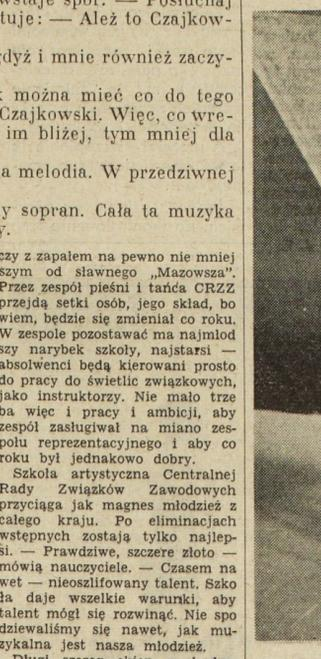 wstaje spór. — Posłuchaj
tuje: — Ależ to Czajkow-
gdyż i mnie również zaczy-
można mieć co do tego
Czajkowski. Więc, co wre-
im bliżej, tym mniej dla
a melodia. W przedziwnej
y sopran. Cała ta muzyka
y.
czy z zapałem na pewno nie mniej
szym od sławnego „Mazowsza”.
Przez zespół pieśni i tańca CRZZ
przejdą setki osób, jego skład, bo
wiem, będzie się zmieniał co roku.
W zespole pozostawać ma najmłod
szy narybek szkoły, najstarsi —
absolwenci będą kierowani prosto
do pracy do świetlic związkowych,
jako instruktorzy. Nie mało trze
ba więc i pracy i ambicji, aby
zespół zasługiwał na miano zes-
połu reprezentacyjnego i aby co
roku był jednakowo dobry.
Szkoła artystyczna Centralnej
Rady Związków Zawodowych
przyciąga jak magnes młodzież z
całego kraju. Po eliminacjach
wstępnych zostają tylko najlep-
si. — Prawdziwe, szczere złoto —
mówią nauczyciele. — Czasem na
wet — nieoszlifowany talent. Szko
ła daje wszelkie warunki, aby
talent mógł się rozwinąć. Nie spo
dziewaliśmy się nawet, jak mu-
zykalna jest nasza młodzież.